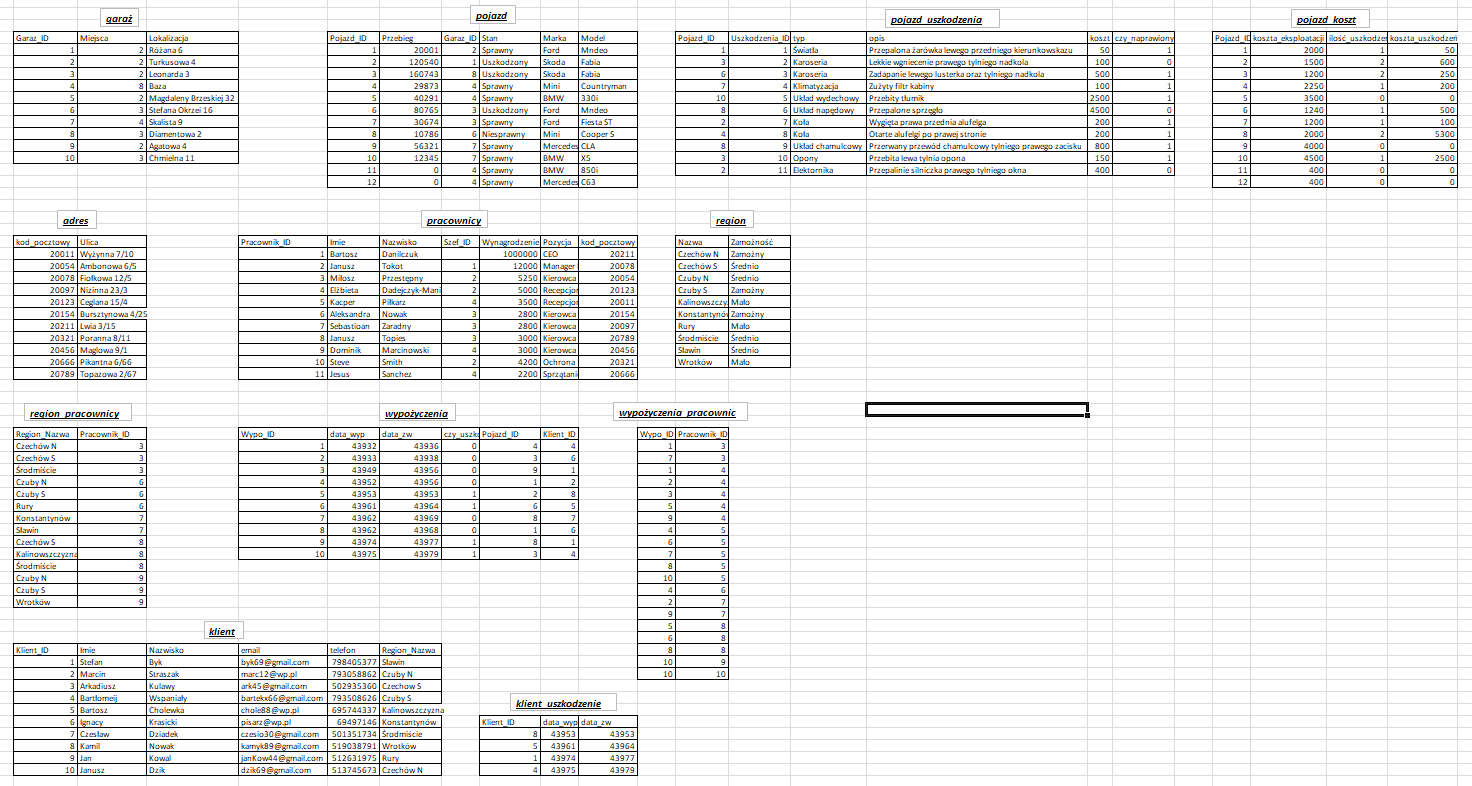 garaż
Garaz_ID Miejsca Lokalizacja
1 2 Różana 6
2 2 Turkusowa 4
3 2 Leonarda 3
4 8 Baza
5 2 Magdaleny Brzeskiej 32
6 3 Stefana Okrzei 16
7 4 Skalista 9
8 3 Diamentowa 2
9 2 Agatowa 4
10 3 Chmielna 11
pojazd
Pojazd_ID Przebieg Garaz_ID Stan Marka Model
1 20001 2 Sprawny Ford Mndeo
2 120540 1 Uszkodzony Skoda Fabia
3 160743 8 Uszkodzony Skoda Fabia
4 29873 4 Sprawny Mini Countryman
5 40291 4 Sprawny BMW 330i
6 80765 3 Uszkodzony Ford Mndeo
7 30674 3 Sprawny Ford Fiesta ST
8 10786 6 Niesprawny Mini Cooper S
9 56321 7 Sprawny Mercedes CLA
10 12345 7 Sprawny BMW X5
11 0 4 Sprawny BMW 850i
12 0 4 Sprawny Mercedes C63
pojazd_uszkodzenia
Pojazd_ID Uszkodzenia_ID typ opis koszt czy_naprawiony
1 1 Światła Przepalona żarówka lewego przedniego kierunkowskazu 50 1
3 2 Karoseria Lekkie wgniecenie prawego tylniego nadkola 100 0
6 3 Karoseria Zadapanie lewego lusterka oraz tylniego nadkola 500 1
7 4 Klimatyzacja Zużyty filtr kabiny 100 1
10 5 Układ wydechowy Przebity tłumik 2500 1
8 6 Układ napędowy Przepalone sprzęgło 4500 0
2 7 Koła Wygięta prawa przednia alufelga 200 1
4 8 Koła Otarte alufelgi po prawej stronie 200 1
8 9 Układ chamulcowy Przerwany przewód chamulcowy tylniego prawego zacisku 800 1
3 10 Opony Przebita lewa tylnia opona 150 1
2 11 Elektornika Przepalinie silniczka prawego tylniego okna 400 0
pojazd_koszt
Pojazd_ID koszta_eksploatacji ilość_uszkodzeń koszta_uszkodzeń
1 2000 1 50
2 1500 2 600
3 1200 2 250
4 2250 1 200
5 3500 0 0
6 1240 1 500
7 1200 1 100
8 2000 2 5300
9 4000 0 0
10 4500 1 2500
11 400 0 0
12 400 0 0
adres
kod_pocztowy Ulica
20011 Wyżynna 7/10
20054 Ambonowa 6/5
20078 Fiołkowa 12/5
20097 Nizinna 23/3
20123 Ceglana 15/4
20154 Bursztynowa 4/25
20211 Lwia 3/15
20321 Poranna 8/11
20456 Maglowa 9/1
20666 Pikantna 6/66
20789 Topazowa 2/67
pracownicy
Pracownik_ID Imie Nazwisko Szef_ID Wynagrodzenie Pozycja kod_pocztowy
1 Bartosz Danilczuk 1000000 CEO 20211
2 Janusz Tokot 1 12000 Manager 20078
3 Miłosz Przestępny 2 5250 Kierowca 20054
4 Elżbieta Dadejczyk-Mani 2 5000 Recepcjor 20123
5 Kacper Piłkarz 4 3500 Recepcjor 20011
6 Aleksandra Nowak 3 2800 Kierowca 20154
7 Sebastioan Zaradny 3 2800 Kierowca 20097
8 Janusz Topies 3 3000 Kierowca 20789
9 Dominik Marcinowski 4 3000 Kierowca 20456
10 Steve Smith 2 4200 Ochrona 20321
11 Jesus Sanchez 4 2200 Sprzątani 20666
region
Nazwa Zamożność
Czechów N Zamożny
Czechów S Średnio
Czuby N Średnio
Czuby S Zamożny
Kalinowszczyz Mało
Konstantynów Zamożny
Rury Mało
Środmiście Średnio
Sławin Średnio
Wrotków Mało
region_pracownicy
Region_Nazwa Pracownik_ID
Czechów N 3
Czechów S 3
Środmiście 3
Czuby N 6
Czuby S 6
Rury 6
Konstantynów 7
Sławin 7
Czechów S 8
Kalinowszczyzna 8
Środmiście 8
Czuby N 9
Czuby S 9
Wrotków 9
wypożyczenia
Wypo_ID data_wyp data_zw czy_uszko Pojazd_ID Klient_ID
1 43932 43936 0 4 4
2 43933 43938 0 3 6
3 43949 43956 0 9 1
4 43952 43956 0 1 2
5 43953 43953 1 2 8
6 43961 43964 1 6 5
7 43962 43969 0 8 7
8 43962 43968 0 1 6
9 43974 43977 1 8 1
10 43975 43979 1 3 4
wypożyczenia_pracownic
Wypo_ID Pracownik_ID
1 3
7 3
1 4
2 4
3 4
5 4
9 4
4 5
6 5
7 5
8 5
10 5
4 6
2 7
9 7
5 8
6 8
8 8
10 9
10 10
klient
Klient_ID Imie Nazwisko email telefon Region_Nazwa
1 Stefan Byk byk69@gmail.com 798405377 Sławin
2 Marcin Straszak marc12@wp.pl 793058862 Czuby N
3 Arkadiusz Kulawy ark45@gmail.com 502935360 Czechow S
4 Bartłomeij Wspaniały bartekx66@gmail.com 793508626 Czuby S
5 Bartosz Cholewka chole88@wp.pl 695744337 Kalinowszczyzna
6 Ignacy Krasicki pisarz@wp.pl 69497146 Konstantynów
7 Czesław Dziadek czesio30@gmail.com 501351734 Środmiście
8 Kamil Nowak kamyk89@gmail.com 519038791 Wrotków
9 Jan Kowal janKow44@gmail.com 512631975 Rury
10 Janusz Dzik dzik69@gmail.com 513745673 Czechów N
klient_uszkodzenie
Klient_ID data_wyp data_zw
8 43953 43953
5 43961 43964
1 43974 43977
4 43975 43979